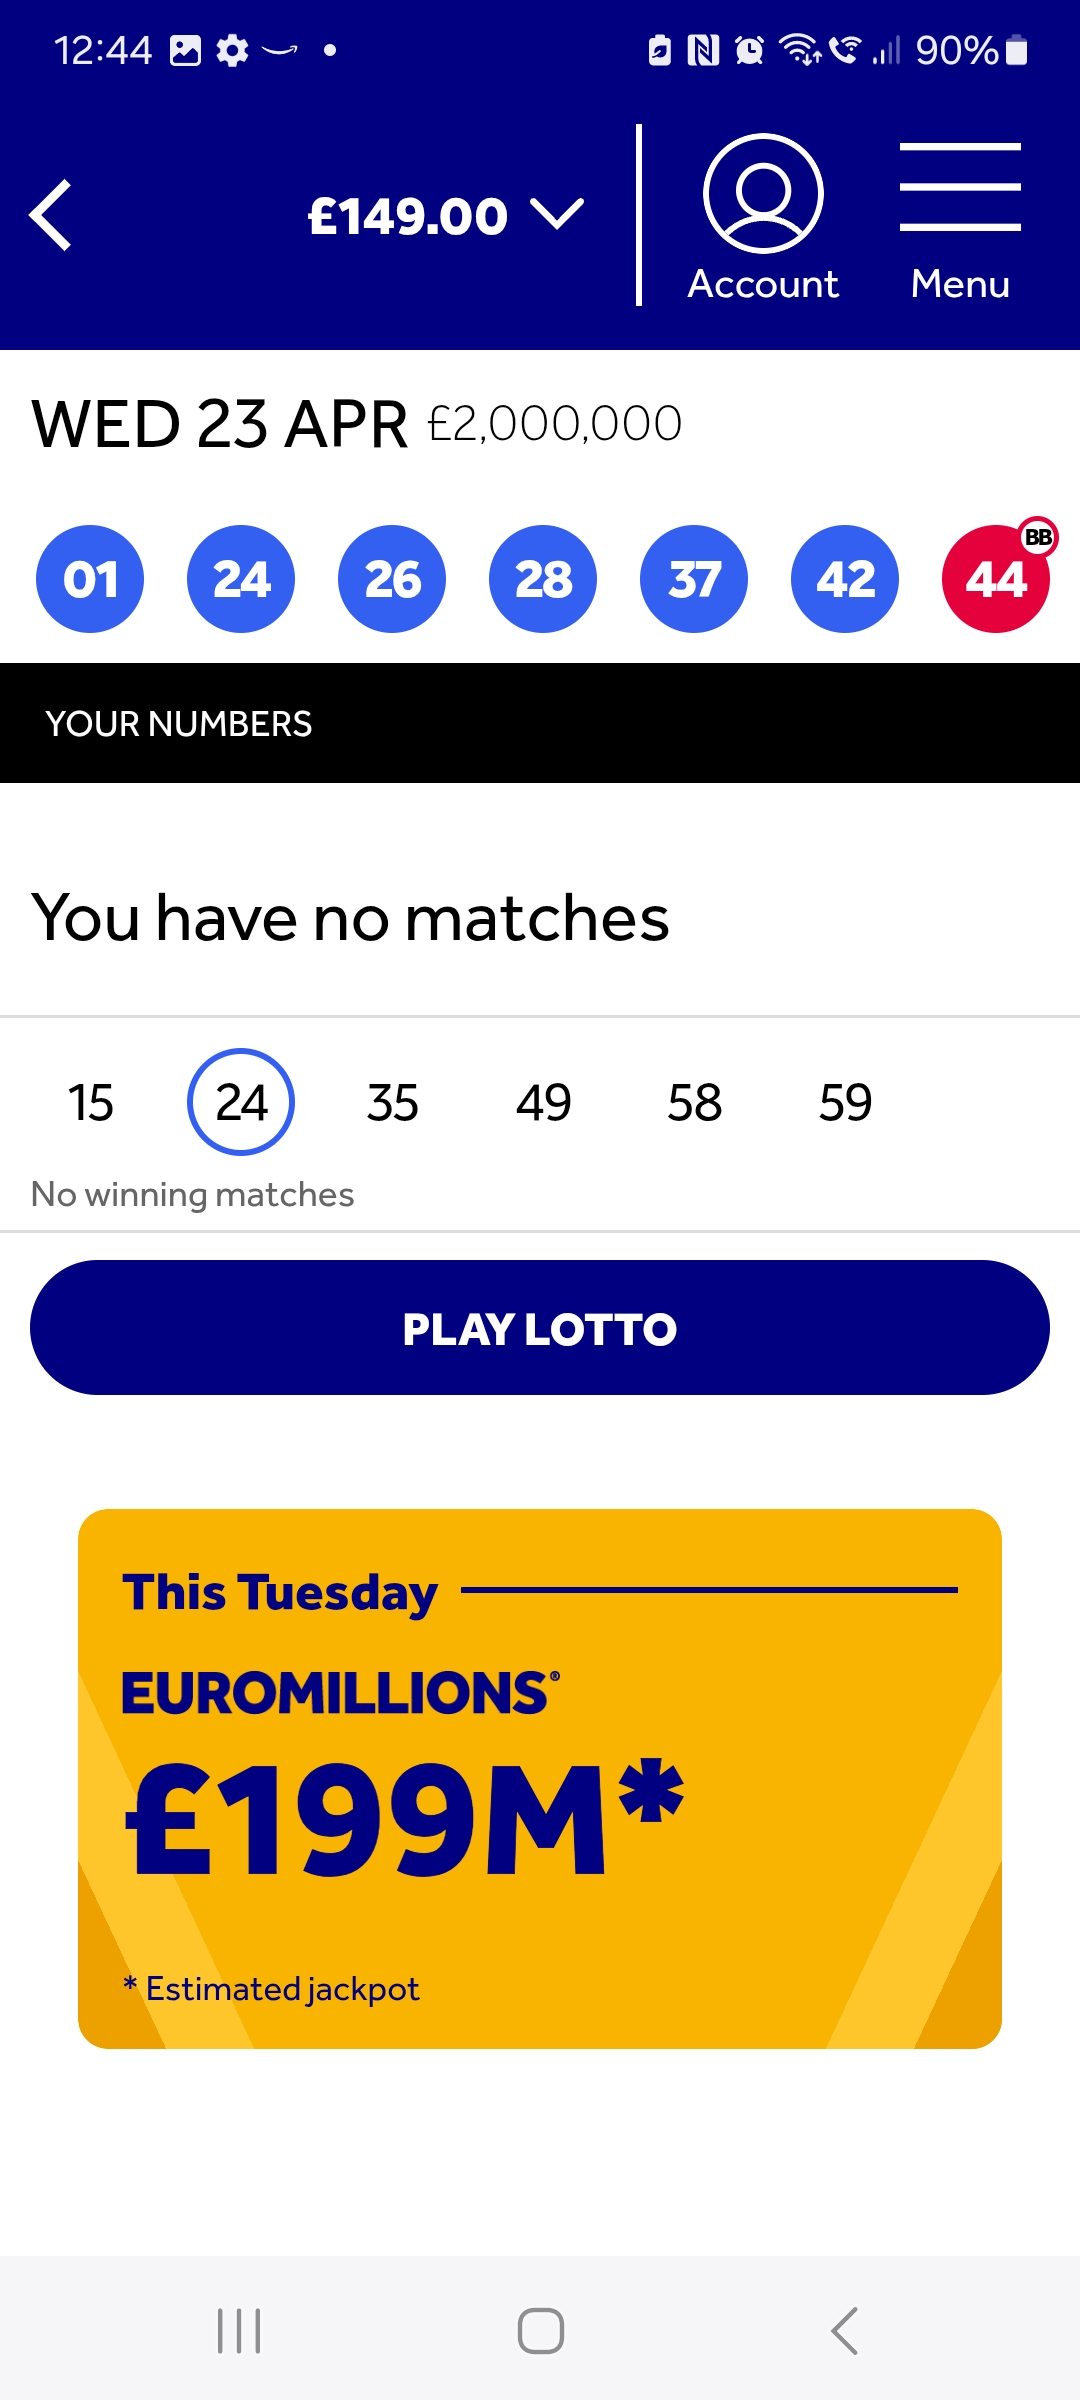 12:44 90%
£149.00
Account Menu
WED 23 APR £2,000,000
01 24 26 28 37 42 44 BB
YOUR NUMBERS
You have no matches
15 24 35 49 58 59
No winning matches
PLAY LOTTO
This Tuesday
EUROMILLIONS®
£199M*
* Estimated jackpot